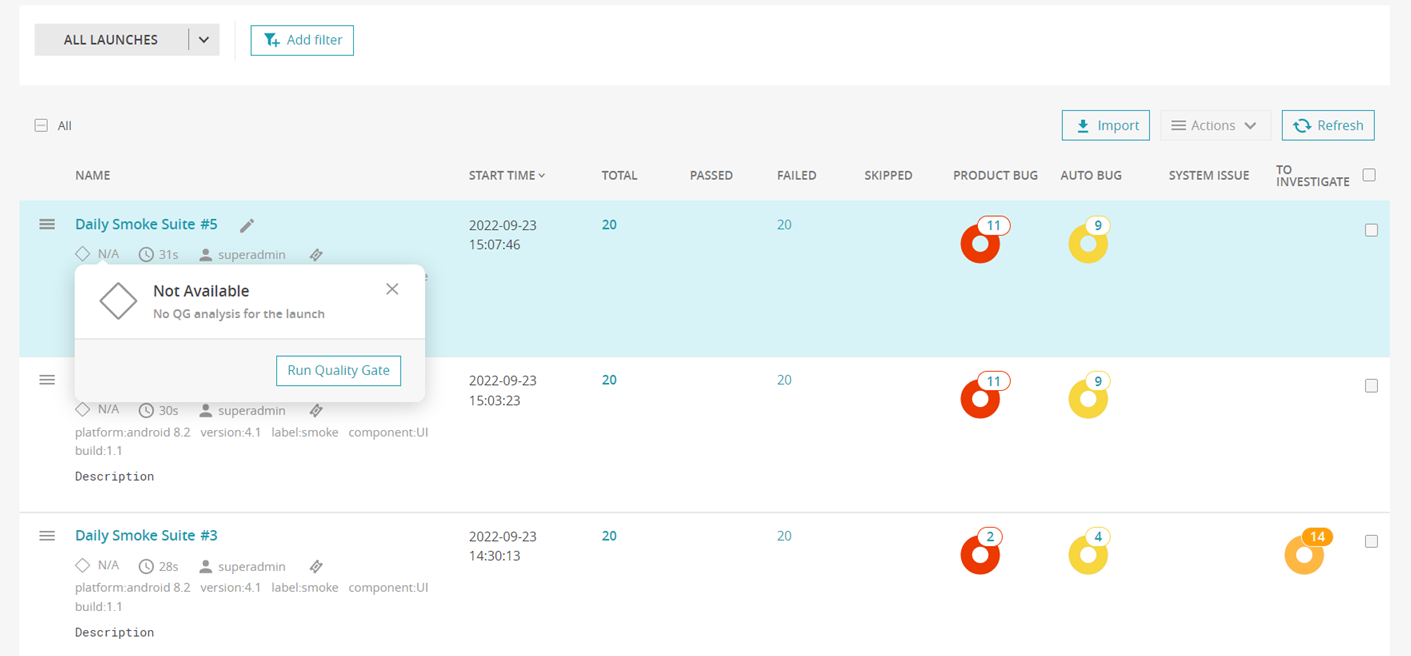 ALL LAUNCHES
Add filter
All
Import
Actions
Refresh
NAME
START TIME
TOTAL
PASSED
FAILED
SKIPPED
PRODUCT BUG
AUTO BUG
SYSTEM ISSUE
TO
INVESTIGATE
Daily Smoke Suite #5
2022-09-23
15:07:46
20
20
11
9
N/A
31s
superadmin
Not Available
No QG analysis for the launch
Run Quality Gate
2022-09-23
15:03:23
20
20
11
9
N/A
30s
superadmin
platform:android 8.2 version:4.1 label:smoke component:UI
build:1.1
Description
Daily Smoke Suite #3
2022-09-23
14:30:13
20
20
2
4
14
N/A
28s
superadmin
platform:android 8.2 version:4.1 label:smoke component:UI
build:1.1
Description